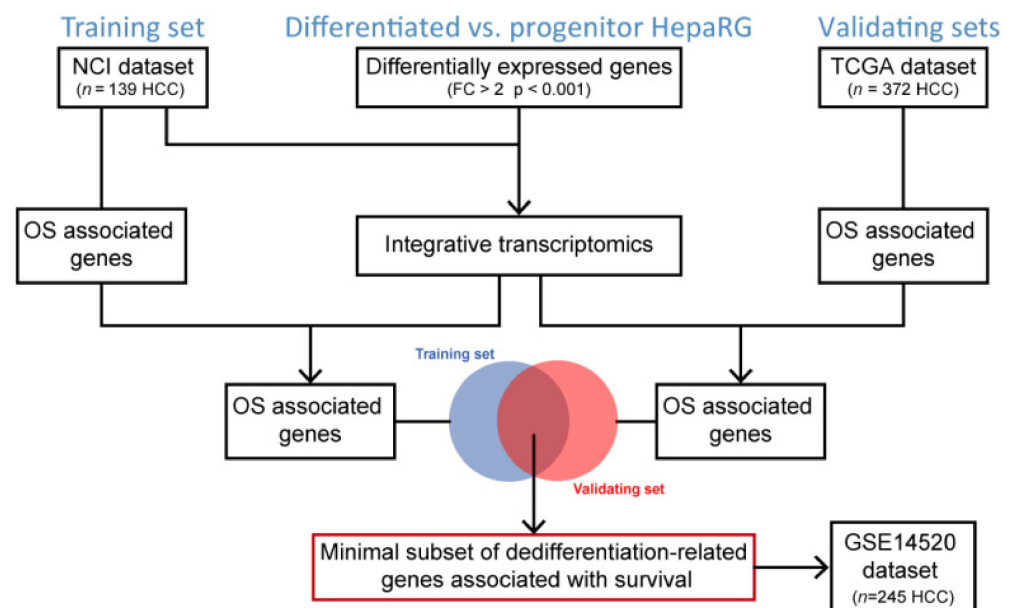 Training set
Differentiated vs. progenitor HepaRG
Validating sets
NCI dataset
(n = 139 HCC)
Differentially expressed genes
(FC > 2 p < 0.001)
TCGA dataset
(n = 372 HCC)
OS associated
genes
Integrative transcriptomics
OS associated
genes
Training set
OS associated
genes
OS associated
genes
Validating set
Minimal subset of dedifferentiation-related
genes associated with survival
GSE14520
dataset
(n=245 HCC)